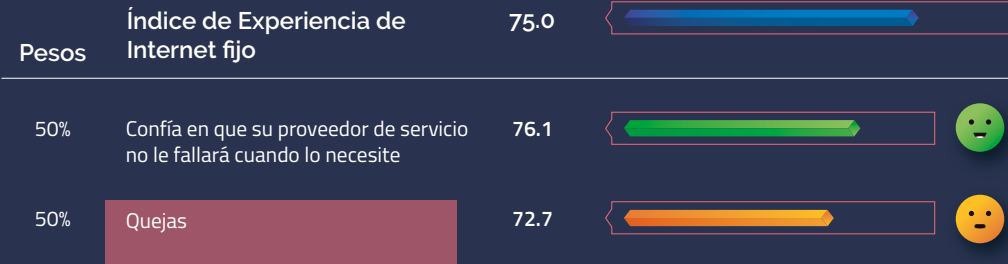 Pesos
Índice de Experiencia de
Internet fijo
75.0
50%
Confía en que su proveedor de servicio
no le fallará cuando lo necesite
76.1
50%
Quejas
72.7